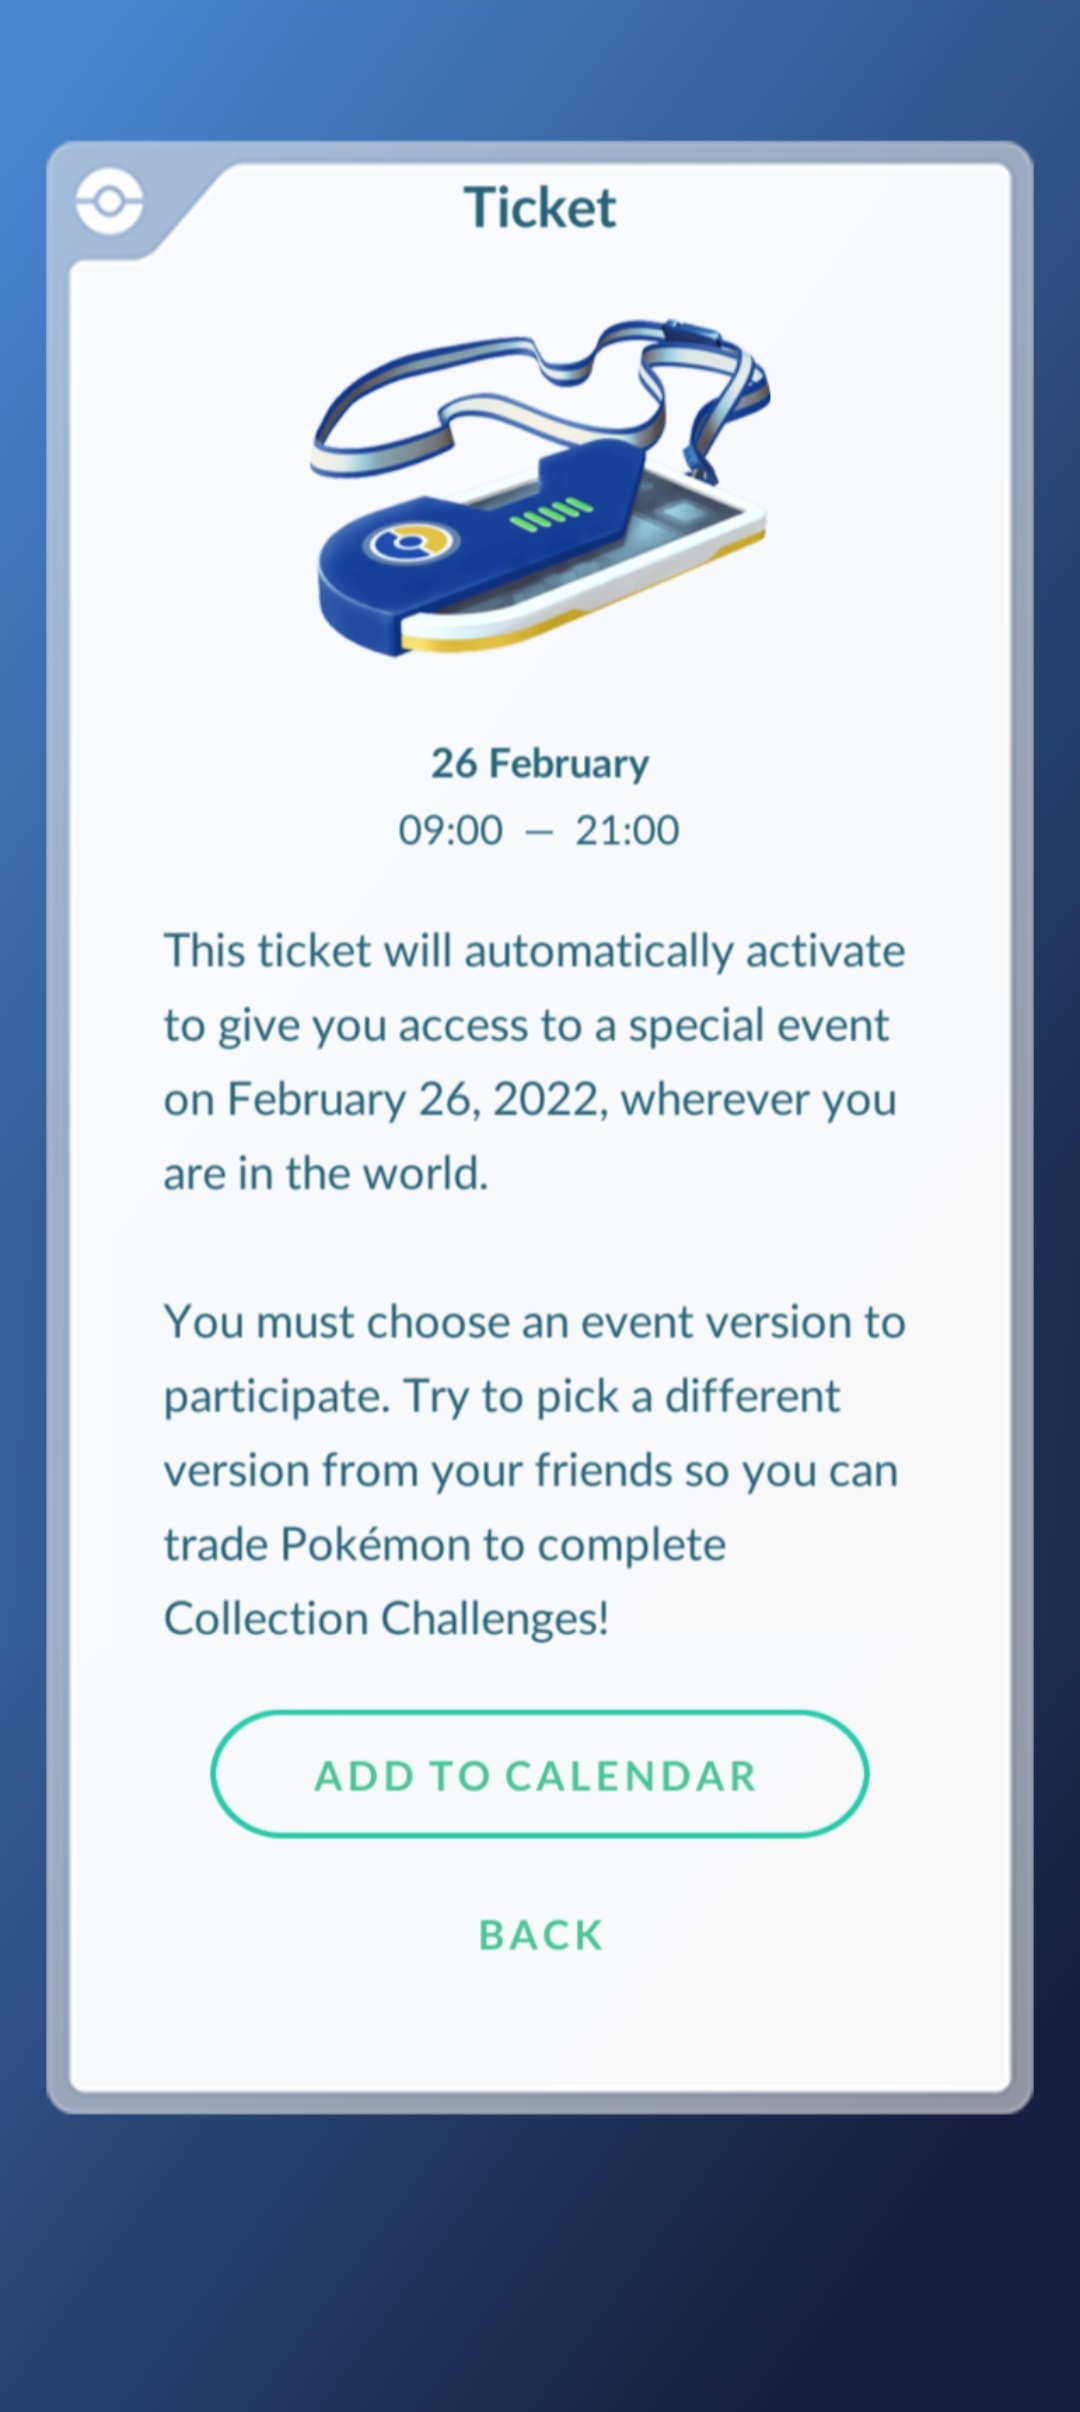 Ticket
26 February
09:00 — 21:00
This ticket will automatically activate
to give you access to a special event
on February 26, 2022, wherever you
are in the world.
You must choose an event version to
participate. Try to pick a different
version from your friends so you can
trade Pokémon to complete
Collection Challenges!
ADD TO CALENDAR
BACK